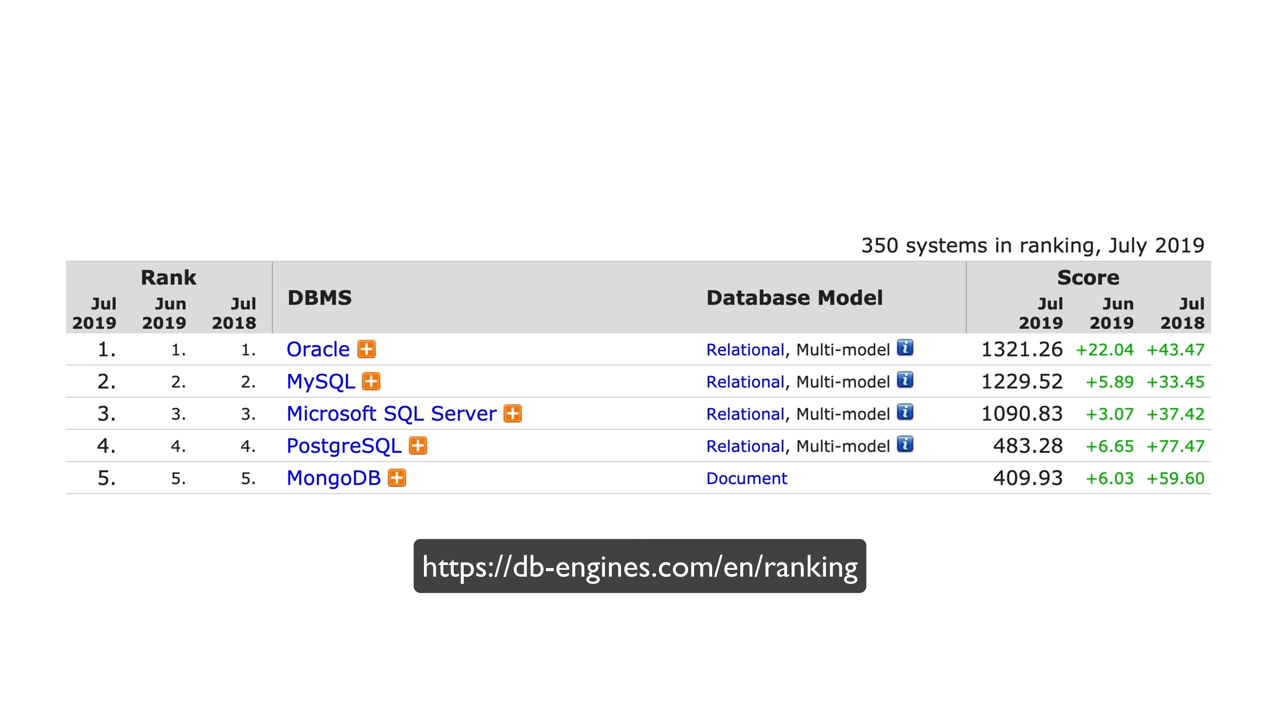 350 systems in ranking, July 2019
Rank Score
DBMS Database Model
Jul Jun Jul Jul Jun Jul
2019 2019 2018 2019 2019 2018
1. 1. 1. Oracle Relational, Multi-model 1321.26 +22.04 +43.47
2. 2. 2. MySQL Relational, Multi-model 1229.52 +5.89 +33.45
3. 3. 3. Microsoft SQL Server Relational, Multi-model 1090.83 +3.07 +37.42
4. 4. 4. PostgreSQL Relational, Multi-model 483.28 +6.65 +77.47
5. 5. 5. MongoDB Document 409.93 +6.03 +59.60
https://db-engines.com/en/ranking